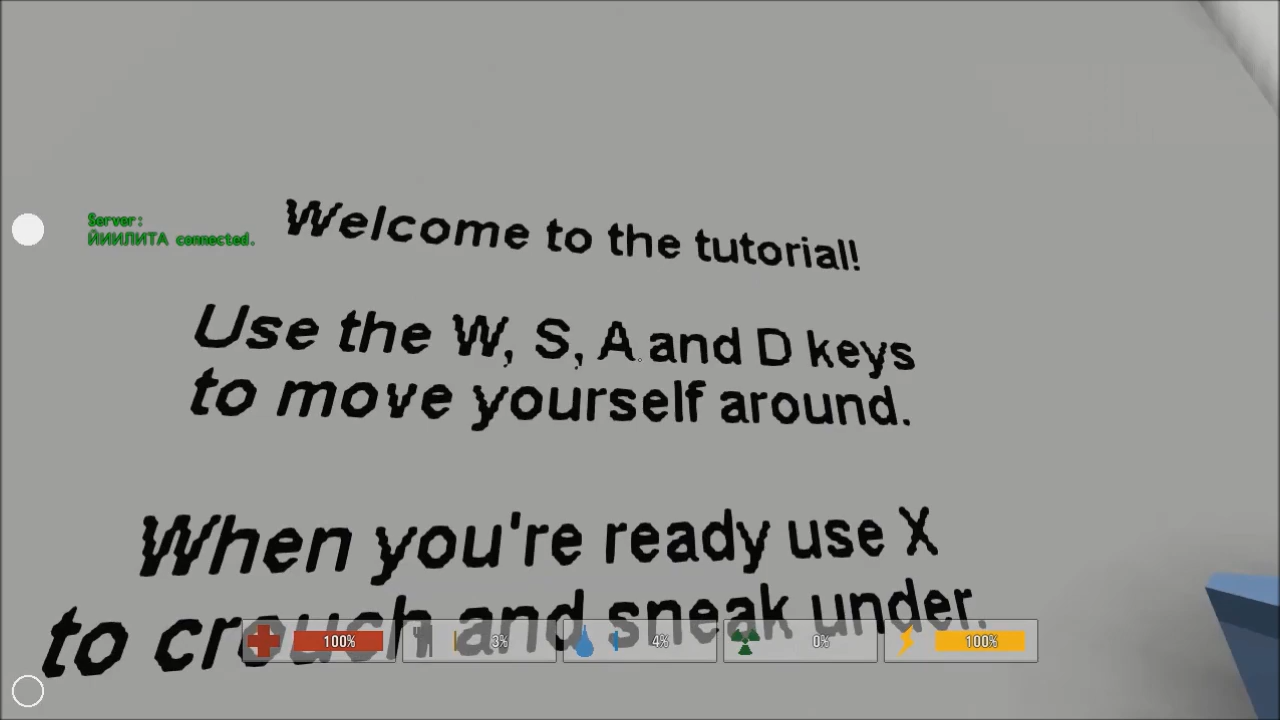 Server:
ЙИИЛИТА connected.
Welcome to the tutorial!
Use the W, S, A and D keys
to move yourself around.
When you're ready use X
to crouch and sneak under.
100%
3%
4%
0%
100%